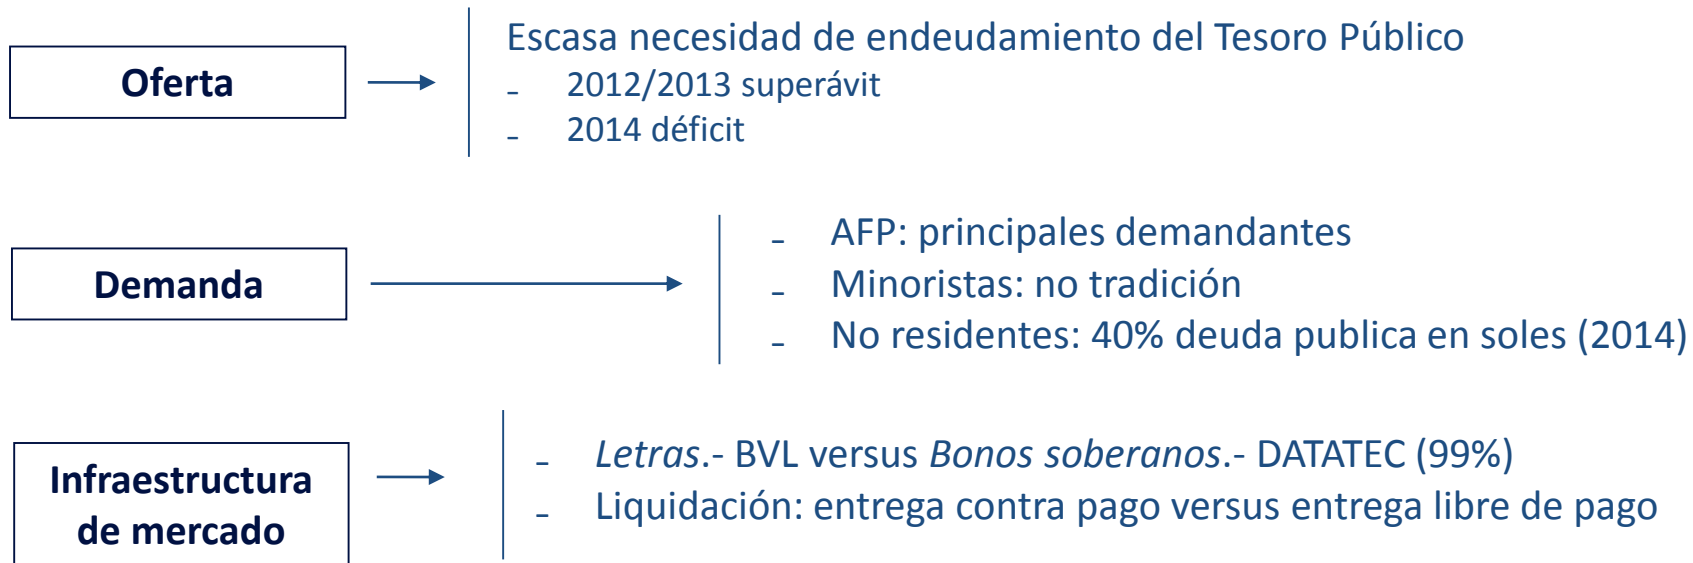 Oferta
Escasa necesidad de endeudamiento del Tesoro Público
- 2012/2013 superávit
- 2014 déficit
Demanda
- AFP: principales demandantes
- Minoristas: no tradición
- No residentes: 40% deuda publica en soles (2014)
Infraestructura
de mercado
- Letras.- BVL versus Bonos soberanos.- DATATEC (99%)
- Liquidación: entrega contra pago versus entrega libre de pago